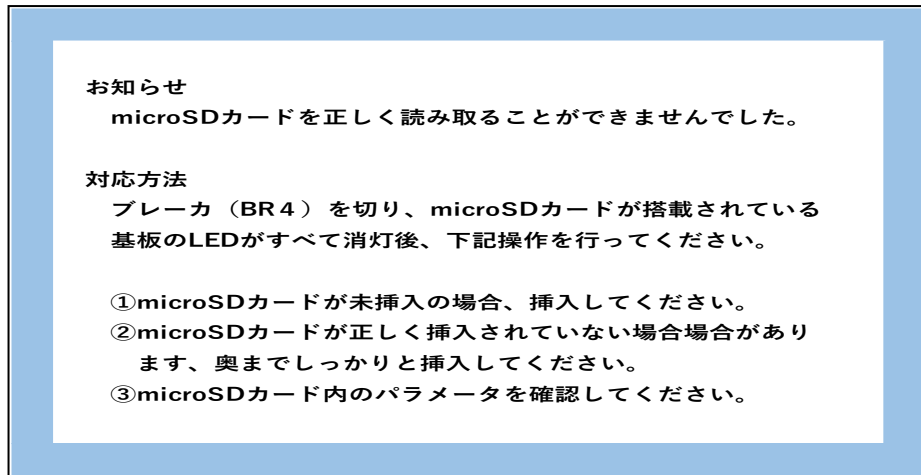 お知らせ
microSDカードを正しく読み取ることができませんでした。
対応方法
ブレーカ（BR４）を切り、microSDカードが搭載されている
基板のLEDがすべて消灯後、下記操作を行ってください。
①microSDカードが未挿入の場合、挿入してください。
②microSDカードが正しく挿入されていない場合場合があり
ます、奥までしっかりと挿入してください。
③microSDカード内のパラメータを確認してください。